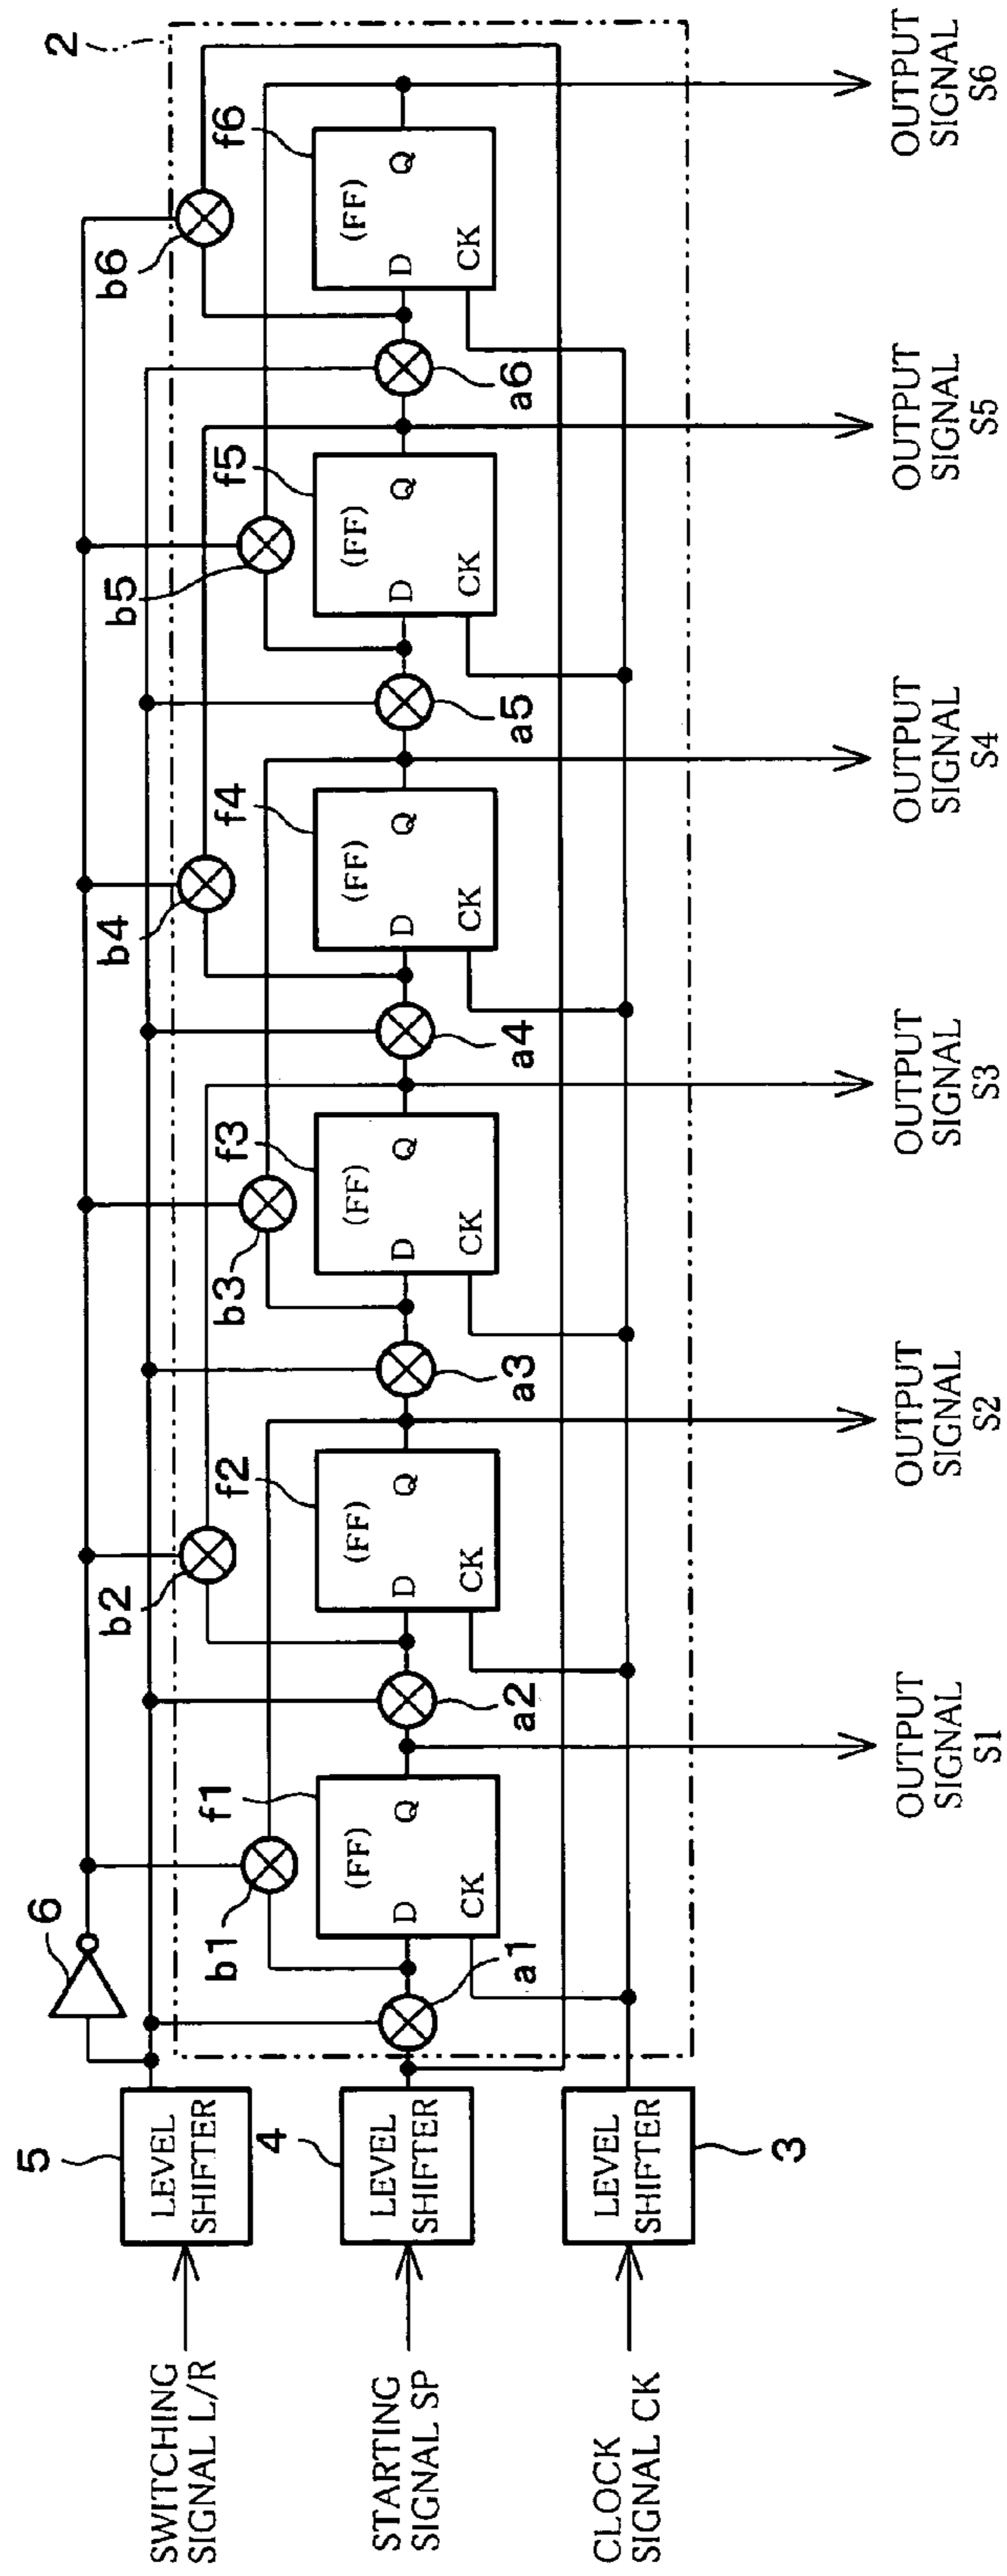 2
6
5
LEVEL
SHIFTER
4
LEVEL
SHIFTER
3
LEVEL
SHIFTER
SWITCHING
SIGNAL L/R
STARTING
SIGNAL SP
CLOCK
SIGNAL CK
b1
f1
(FF)
D
Q
CK
a1
b2
f2
(FF)
D
Q
CK
a2
b3
f3
(FF)
D
Q
CK
a3
b4
f4
(FF)
D
Q
CK
a4
b5
f5
(FF)
D
Q
CK
a5
b6
f6
(FF)
D
Q
CK
a6
OUTPUT
SIGNAL
S1
OUTPUT
SIGNAL
S2
OUTPUT
SIGNAL
S3
OUTPUT
SIGNAL
S4
OUTPUT
SIGNAL
S5
OUTPUT
SIGNAL
S6